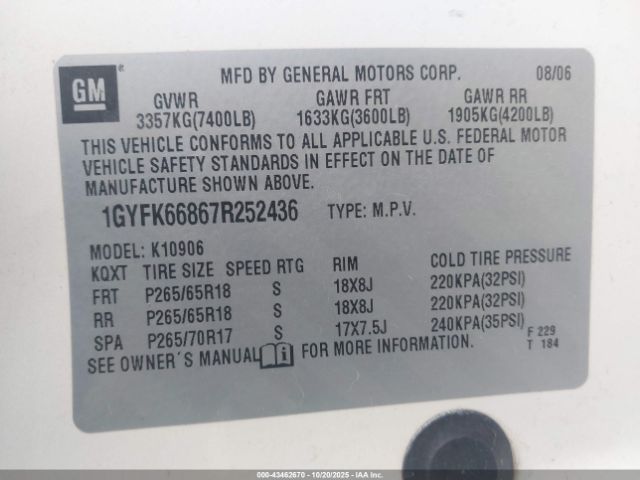 GM
MFD BY GENERAL MOTORS CORP. 08/06
GVWR GAWR FRT GAWR RR
3357KG(7400LB) 1633KG(3600LB) 1905KG(4200LB)
THIS VEHICLE CONFORMS TO ALL APPLICABLE U.S. FEDERAL MOTOR
VEHICLE SAFETY STANDARDS IN EFFECT ON THE DATE OF
MANUFACTURE SHOWN ABOVE.
1GYFK66867R252436 TYPE: M.P.V.
MODEL: K10906
KQXT TIRE SIZE SPEED RTG RIM COLD TIRE PRESSURE
FRT P265/65R18 S 18X8J 220KPA(32PSI)
RR P265/65R18 S 18X8J 220KPA(32PSI)
SPA P265/70R17 S 17X7.5J 240KPA(35PSI)
F 229
SEE OWNER´S MANUAL i FOR MORE INFORMATION. T 184
000-43462670 - 10/20/2025 - IAAI.COM